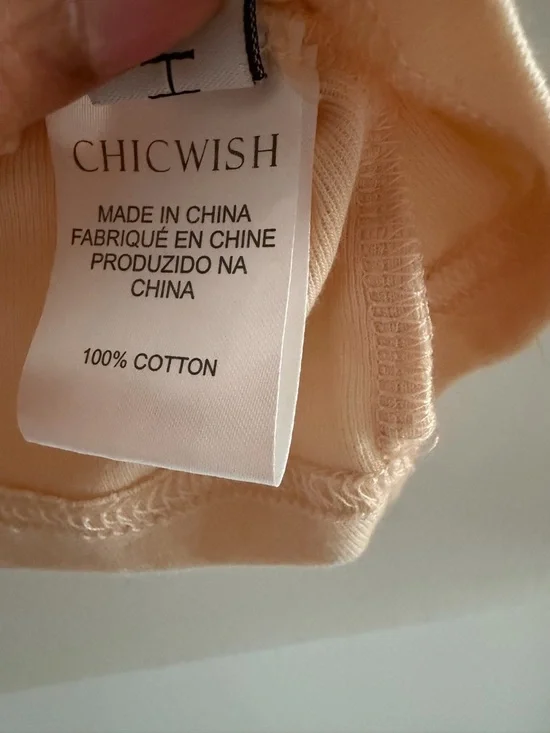 CHICWISH
MADE IN CHINA
FABRIQUÉ EN CHINE
PRODUZIDO NA
CHINA
100% COTTON